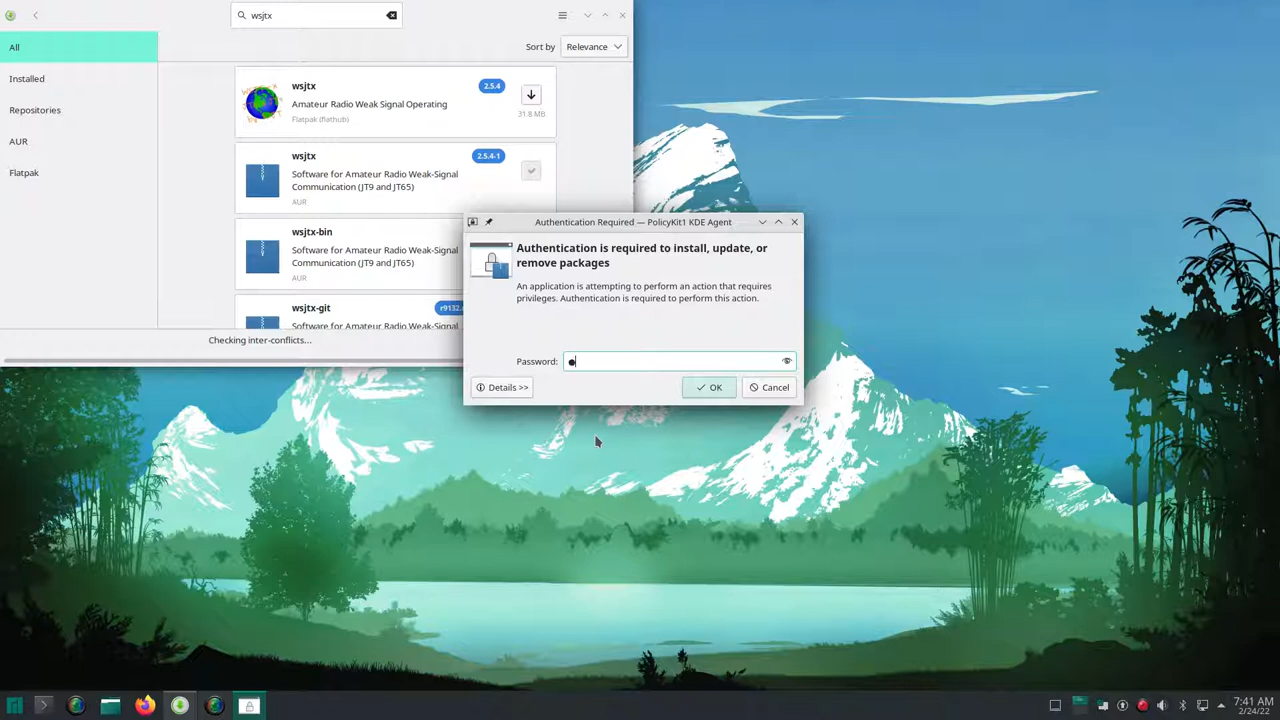 wsjtx
Sort by
Relevance
All
Installed
Repositories
AUR
Flatpak
wsjtx
2.5.4
Amateur Radio Weak Signal Operating
Flatpak (flathub)
31.8 MB
wsjtx
2.5.4-1
Software for Amateur Radio Weak-Signal
Communication (JT9 and JT65)
AUR
wsjtx-bin
Software for Amateur Radio Weak-Signal
Communication (JT9 and JT65)
AUR
wsjtx-git
r9132.
Software for Amateur Radio Weak-Signal
Checking inter-conflicts...
Authentication Required — PolicyKit1 KDE Agent
Authentication is required to install, update, or
remove packages
An application is attempting to perform an action that requires
privileges. Authentication is required to perform this action.
Password:
Details >>
OK
Cancel
7:41 AM
2/24/22